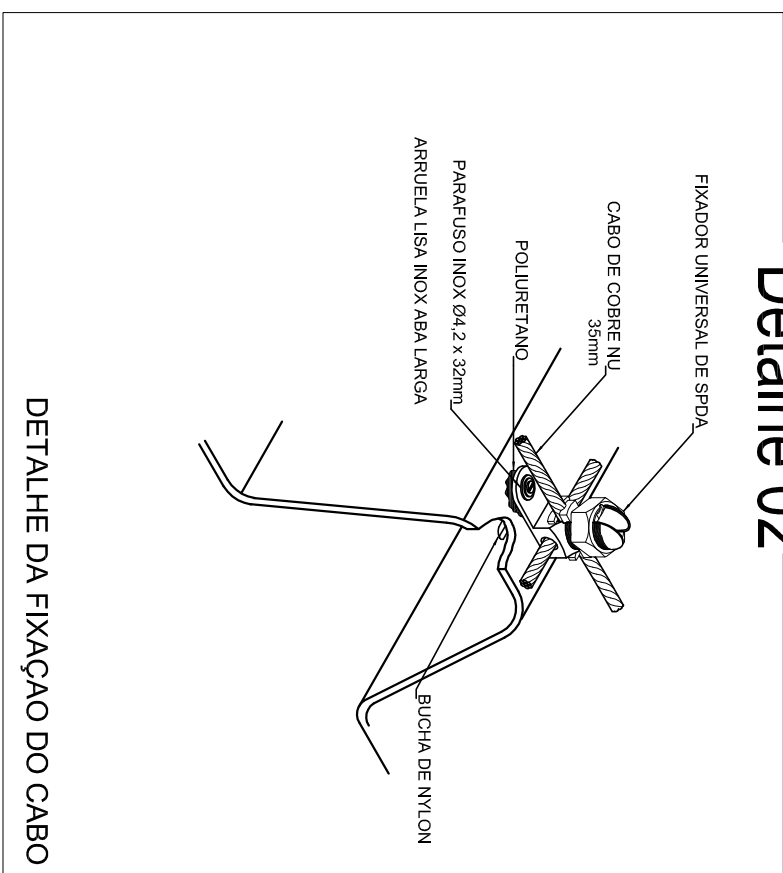 Detalhe 02
FIXADOR UNIVERSAL DE SPDA
CABO DE COBRE NU
35mm
POLIURETANO
PARAFUSO INOX Ø4,2 x 32mm
ARRUELA LISA INOX ABA LARGA
BUCHA DE NYLON
DETALHE DA FIXAÇAO DO CABO